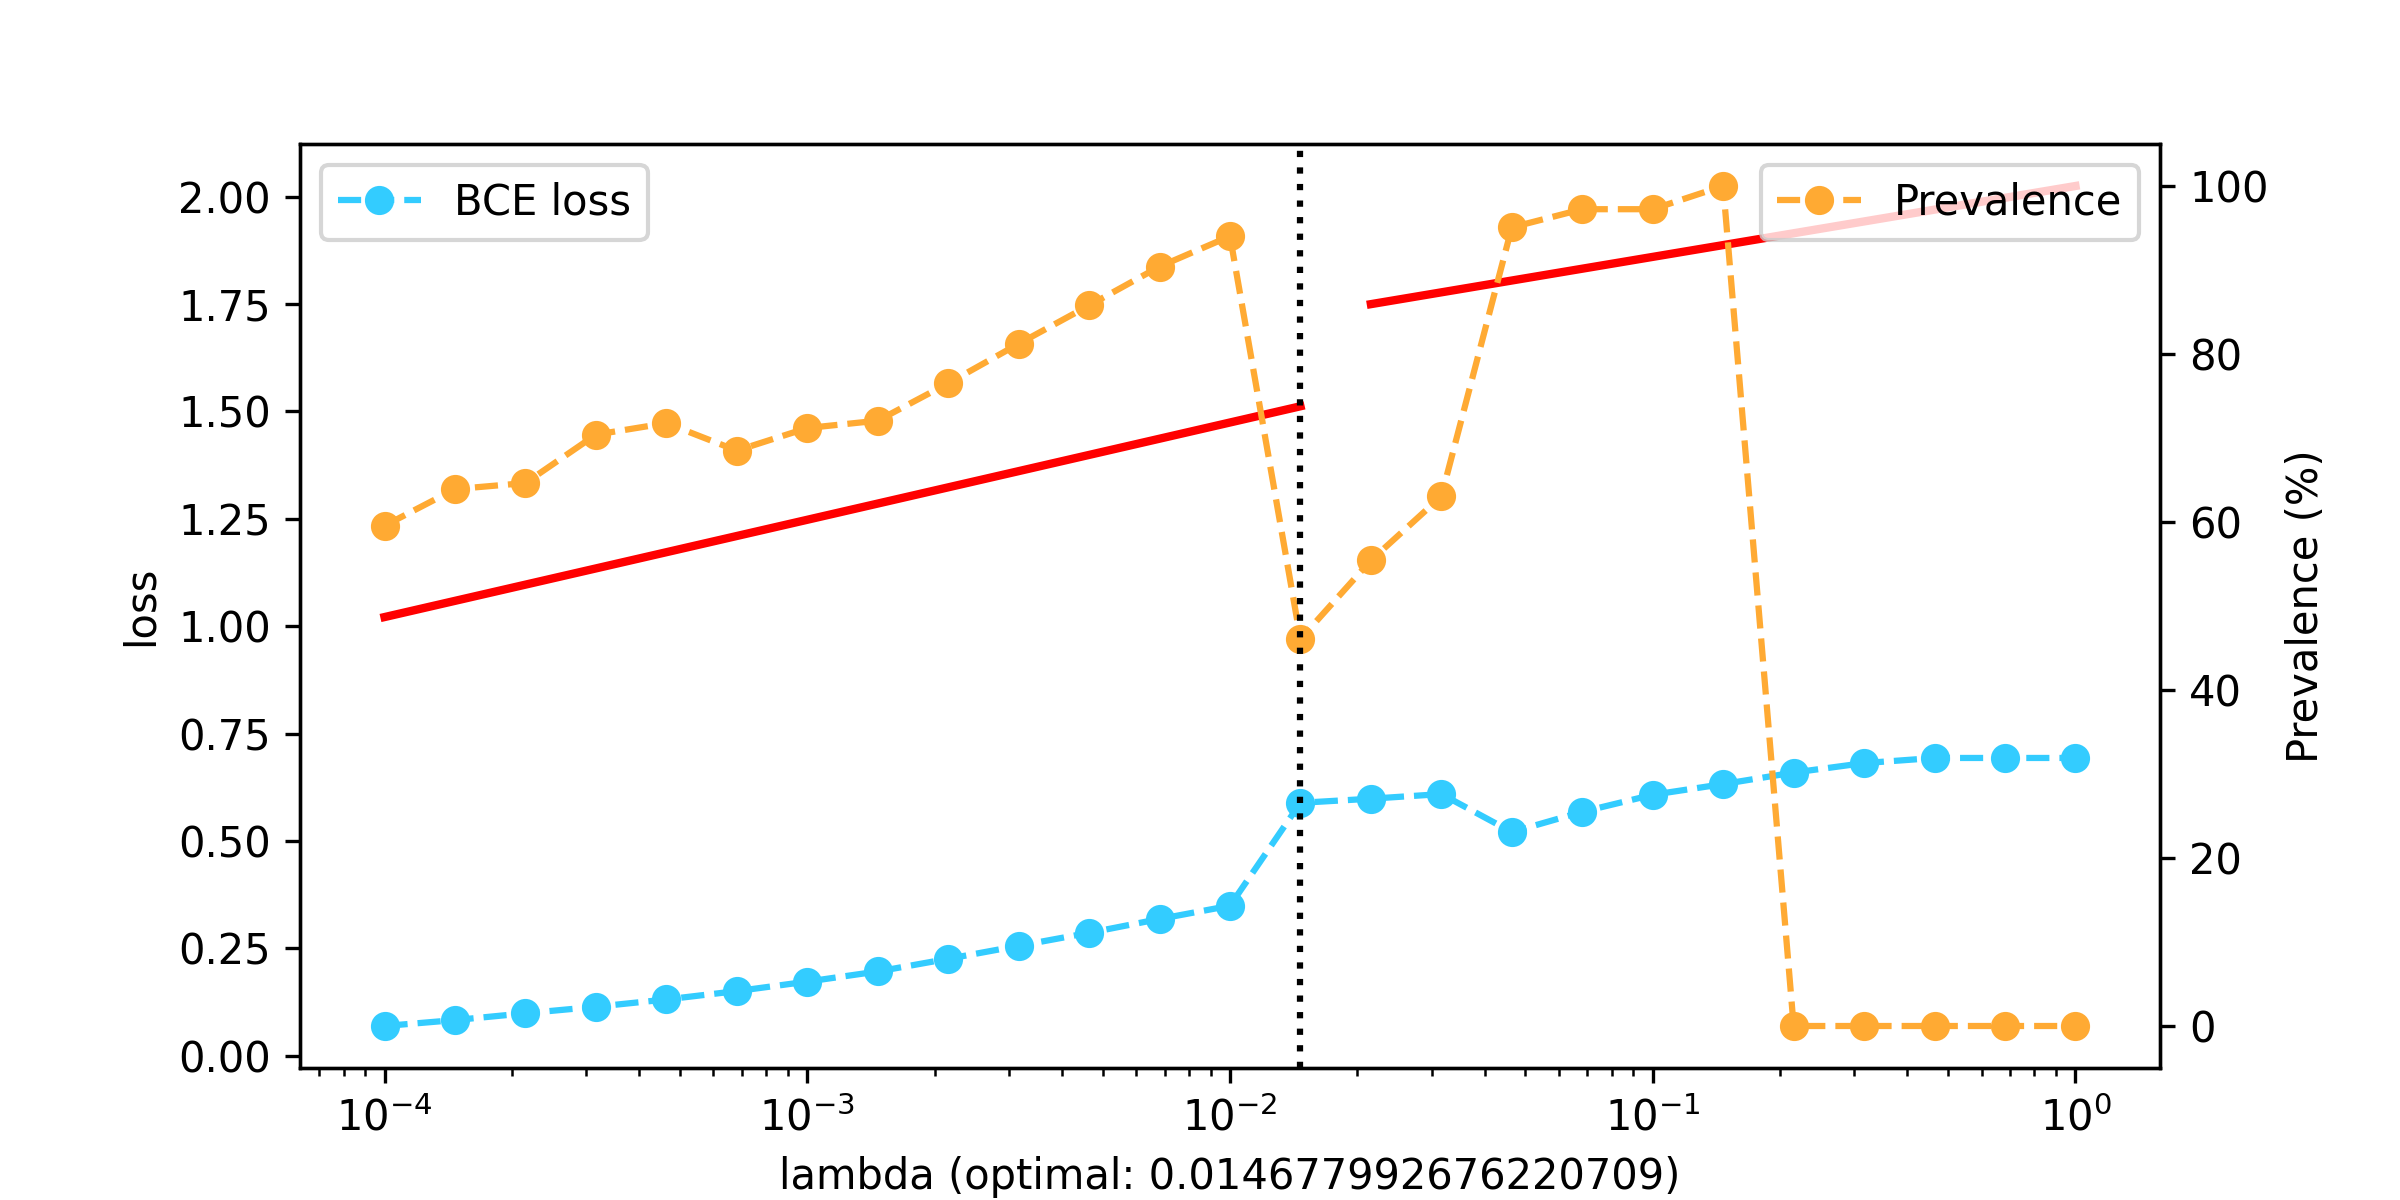 BCE loss
Prevalence
2.00
1.75
1.50
1.25
1.00
0.75
0.50
0.25
0.00
loss
100
80
60
40
20
0
Prevalence (%)
10⁻⁴ 10⁻³ 10⁻² 10⁻¹ 10⁰
lambda (optimal: 0.014677992676220709)